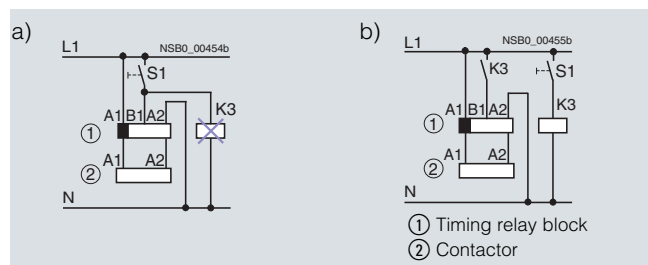 a)
L1
NSB0_00454b
S1
A1 B1 A2
K3
①
A1 A2
②
N
b)
L1
NSB0_00455b
K3
S1
A1 B1 A2
K3
①
A1 A2
②
N
① Timing relay block
② Contactor